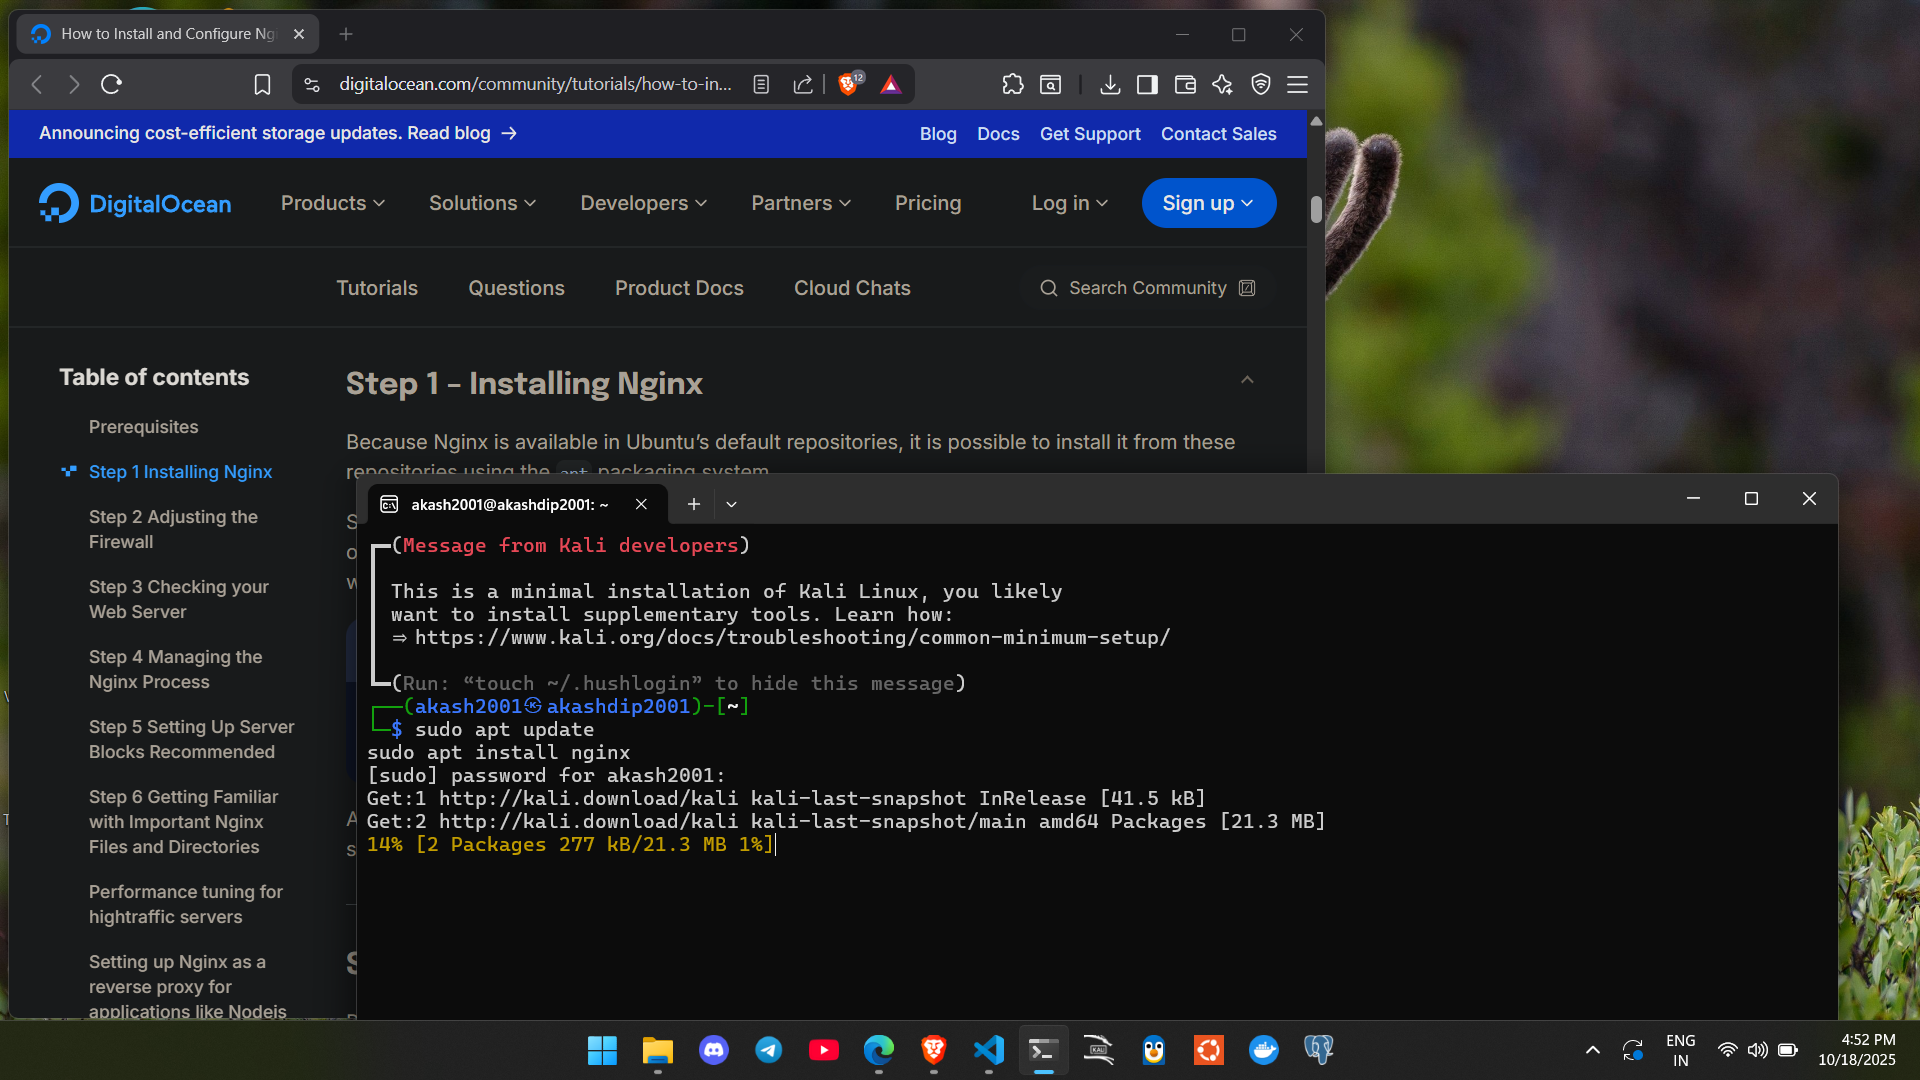 How to Install and Configure Ng
digitalocean.com/community/tutorials/how-to-in...
12
Announcing cost-efficient storage updates. Read blog →
Blog Docs Get Support Contact Sales
DigitalOcean
Products Solutions Developers Partners Pricing Log in Sign up
Tutorials Questions Product Docs Cloud Chats Search Community
Table of contents
Prerequisites
Step 1 Installing Nginx
Step 2 Adjusting the
Firewall
Step 3 Checking your
Web Server
Step 4 Managing the
Nginx Process
Step 5 Setting Up Server
Blocks Recommended
Step 6 Getting Familiar
with Important Nginx
Files and Directories
Performance tuning for
hightraffic servers
Setting up Nginx as a
reverse proxy for
applications like Nodejs
Step 1 – Installing Nginx
Because Nginx is available in Ubuntu’s default repositories, it is possible to install it from these
repositories using the apt packaging system
akash2001@akashdip2001: ~
(Message from Kali developers)
This is a minimal installation of Kali Linux, you likely
want to install supplementary tools. Learn how:
⇒ https://www.kali.org/docs/troubleshooting/common-minimum-setup/
(Run: “touch ~/.hushlogin” to hide this message)
(akash2001㉿akashdip2001)-[~]
$ sudo apt update
sudo apt install nginx
[sudo] password for akash2001:
Get:1 http://kali.download/kali kali-last-snapshot InRelease [41.5 kB]
Get:2 http://kali.download/kali kali-last-snapshot/main amd64 Packages [21.3 MB]
14% [2 Packages 277 kB/21.3 MB 1%]
KALI
ENG
IN
4:52 PM
10/18/2025